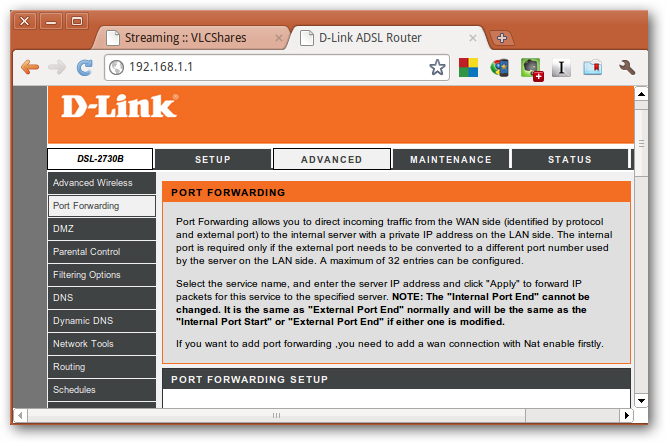 Streaming :: VLCShares
D-Link ADSL Router
192.168.1.1
D-Link®
DSL-2730B
SETUP
ADVANCED
MAINTENANCE
STATUS
Advanced Wireless
Port Forwarding
DMZ
Parental Control
Filtering Options
DNS
Dynamic DNS
Network Tools
Routing
Schedules
PORT FORWARDING
Port Forwarding allows you to direct incoming traffic from the WAN side (identified by protocol
and external port) to the internal server with a private IP address on the LAN side. The internal
port is required only if the external port needs to be converted to a different port number used
by the server on the LAN side. A maximum of 32 entries can be configured.
Select the service name, and enter the server IP address and click "Apply" to forward IP
packets for this service to the specified server. NOTE: The "Internal Port End" cannot be
changed. It is the same as "External Port End" normally and will be the same as the
"Internal Port Start" or "External Port End" if either one is modified.
If you want to add port forwarding ,you need to add a wan connection with Nat enable firstly.
PORT FORWARDING SETUP